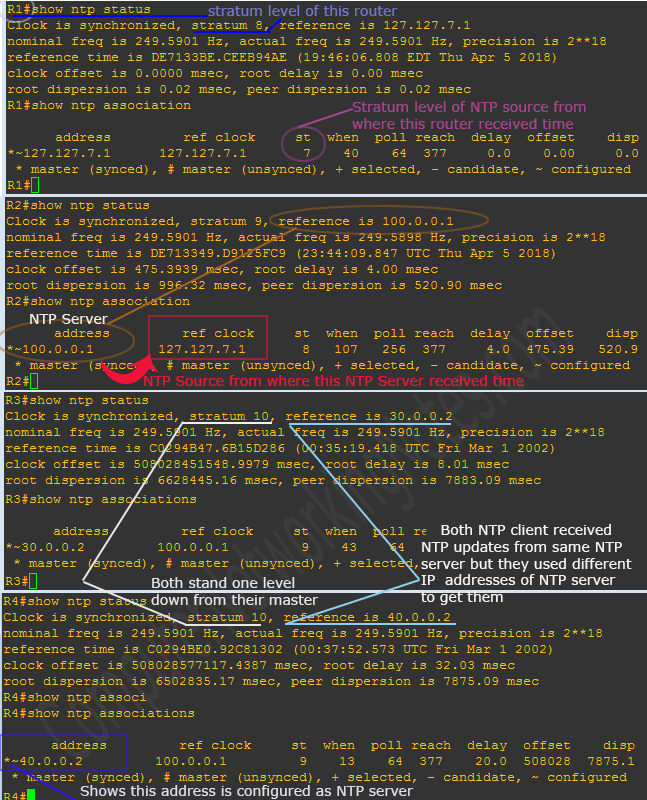 R1#show ntp status
stratum level of this router
Clock is synchronized, stratum 8, reference is 127.127.7.1
nominal freq is 249.5901 Hz, actual freq is 249.5901 Hz, precision is 2**18
reference time is DE7133BE.CEEB94AE (19:46:06.808 EDT Thu Apr 5 2018)
clock offset is 0.0000 msec, root delay is 0.00 msec
root dispersion is 0.02 msec, peer dispersion is 0.02 msec.
R1#show ntp association
Stratum level of NTP source from
where this router received time
address ref clock st when poll reach delay offset disp
*~127.127.7.1 127.127.7.1 7 40 64 377 0.0 0.00 0.0
* master (synced), # master (unsynced), + selected, - candidate, ~ configured
R1#
R2#show ntp status
Clock is synchronized, stratum 9, reference is 100.0.0.1
nominal freq is 249.5901 Hz, actual freq is 249.5898 Hz, precision is 2**18
reference time is DE713349.D9125FC9 (23:44:09.847 UTC Thu Apr 5 2018)
clock offset is 475.3939 msec, root delay is 4.00 msec
root dispersion is 996.32 msec, peer dispersion is 520.90 msec
R2#show ntp association
NTP Server
address ref clock st when poll reach delay offset disp
*~100.0.0.1 127.127.7.1 8 107 256 377 4.0 475.39 520.9
* master (synced), # master (unsynced), + selected, - candidate, ~ configured
R2#
NTP Source from where this NTP Server received time
R3#show ntp status
Clock is synchronized, stratum 10, reference is 30.0.0.2
nominal freq is 249.5901 Hz, actual freq is 249.5901 Hz, precision is 2**18
reference time is C0294B47.6B15D286 (00:35:19.418 UTC Fri Mar 1 2002)
clock offset is 508028451548.9979 msec, root delay is 8.01 msec
root dispersion is 6628445.16 msec, peer dispersion is 7883.09 msec
R3#show ntp associations
address ref clock st when poll re
*~30.0.0.2 100.0.0.1 9 43 64
* master (synced), # master (unsynced), + selected,
R3#
Both NTP client received
NTP updates from same NTP
server but they used different
IP addresses of NTP server
to get them
Both stand one level
down from their master
R4#show ntp status
Clock is synchronized, stratum 10, reference is 40.0.0.2
nominal freq is 249.5901 Hz, actual freq is 249.5901 Hz, precision is 2**18
reference time is C0294BE0.92C81302 (00:37:52.573 UTC Fri Mar 1 2002)
clock offset is 508028577117.4387 msec, root delay is 32.03 msec
root dispersion is 6502835.17 msec, peer dispersion is 7875.09 msec
R4#show ntp associ
R4#show ntp associations
address ref clock st when poll reach delay offset disp
*~40.0.0.2 100.0.0.1 9 13 64 377 20.0 508028 7875.1
* master (synced), # master (unsynced), + selected, - candidate, ~ configured
Shows this address is configured as NTP server
R4#